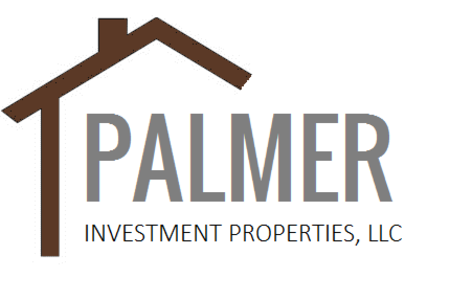 PALMER
INVESTMENT PROPERTIES, LLC